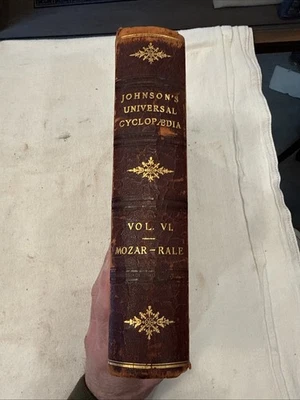 JOHNSON'S
UNIVERSAL
CYCLOPÆDIA
VOL. VI.
MOZAR–RALE